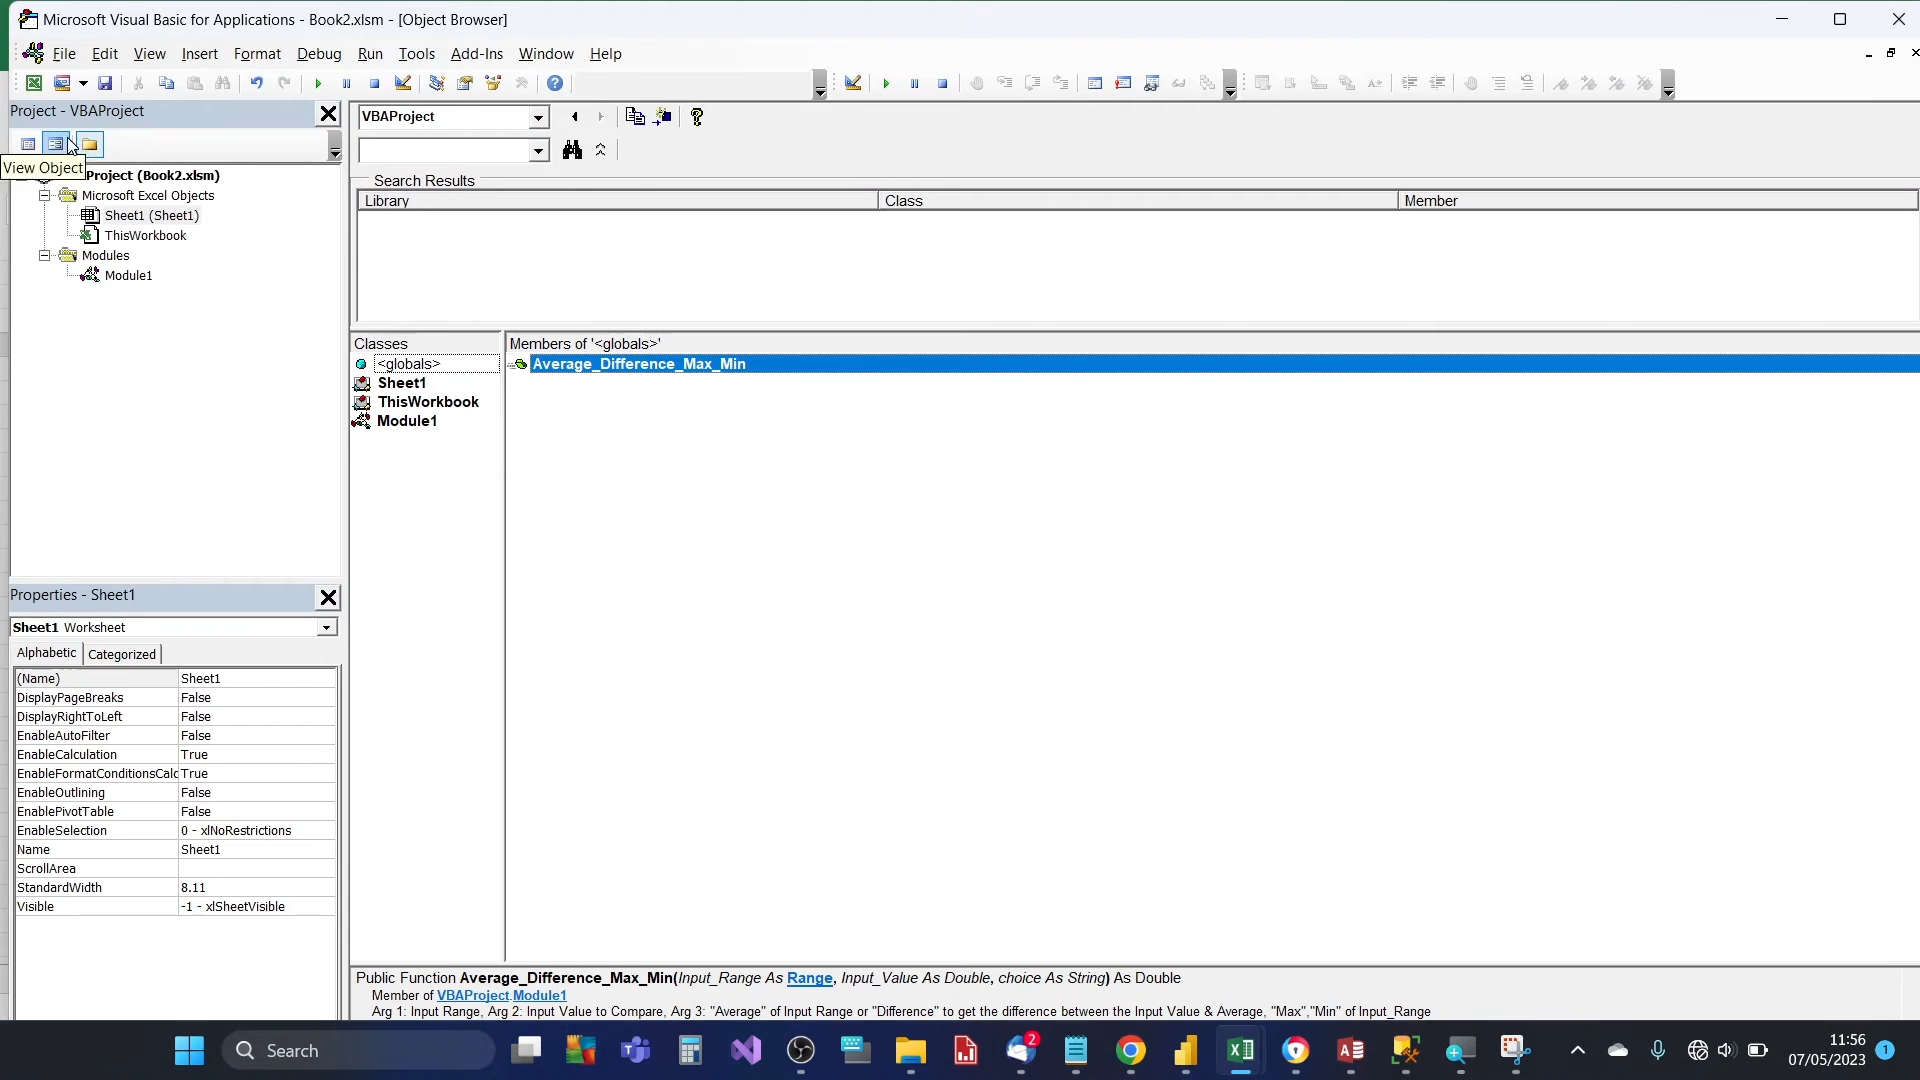 Microsoft Visual Basic for Applications - Book2.xlsm - [Object Browser]
File Edit View Insert Format Debug Run Tools Add-Ins Window Help
Project - VBAProject
VBAProject
View Object
Project (Book2.xlsm)
Search Results
Microsoft Excel Objects
Library Class Member
Sheet1 (Sheet1)
ThisWorkbook
Modules
Module1
Classes
Members of '<globals>'
<globals>
Average_Difference_Max_Min
Sheet1
ThisWorkbook
Module1
Properties - Sheet1
Sheet1 Worksheet
Alphabetic Categorized
(Name) Sheet1
DisplayPageBreaks False
DisplayRightToLeft False
EnableAutoFilter False
EnableCalculation True
EnableFormatConditionsCalc True
EnableOutlining False
EnablePivotTable False
EnableSelection 0 - xlNoRestrictions
Name Sheet1
ScrollArea
StandardWidth 8.11
Visible -1 - xlSheetVisible
Public Function Average_Difference_Max_Min(Input_Range As Range, Input_Value As Double, choice As String) As Double
Member of VBAProject.Module1
Arg 1: Input Range, Arg 2: Input Value to Compare, Arg 3: "Average" of Input Range or "Difference" to get the difference between the Input Value & Average, "Max","Min" of Input_Range
Search
2
11:56
07/05/2023
1